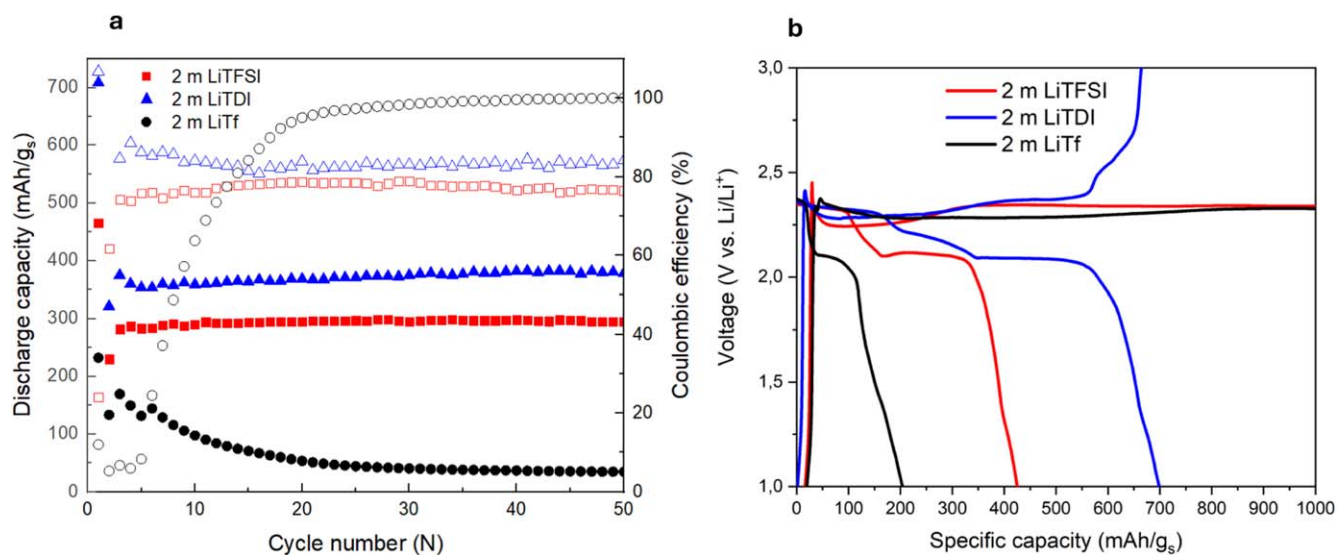 a
Discharge capacity (mAh/gₛ)
700
600
500
400
300
200
100
0
2 m LiTFSI
2 m LiTDI
2 m LiTf
100
80
60
40
20
0
Coulombic efficiency (%)
0 10 20 30 40 50
Cycle number (N)
b
Voltage (V vs. Li/Li⁺)
3,0
2,5
2,0
1,5
1,0
2 m LiTFSI
2 m LiTDI
2 m LiTf
0 100 200 300 400 500 600 700 800 900 1000
Specific capacity (mAh/gₛ)